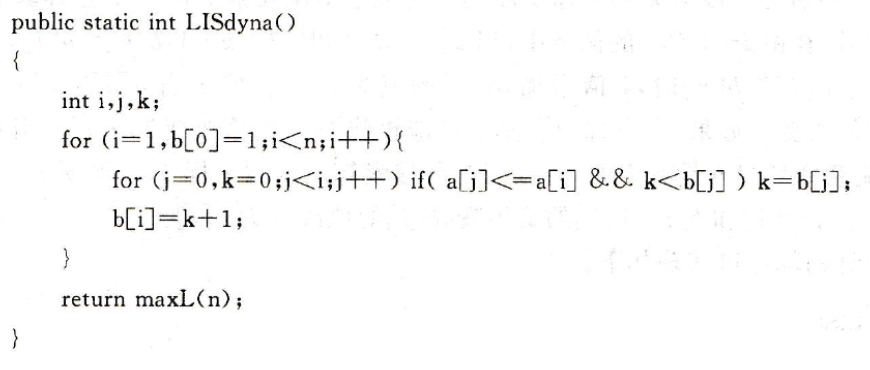 public static int LISdyna()
{
int i,j,k;
for (i=1,b[0]=1;i<n;i++){
for (j=0,k=0;j<i;j++) if( a[j]<=a[i] && k<b[j] ) k=b[j];
b[i]=k+1;
}
return maxL(n);
}